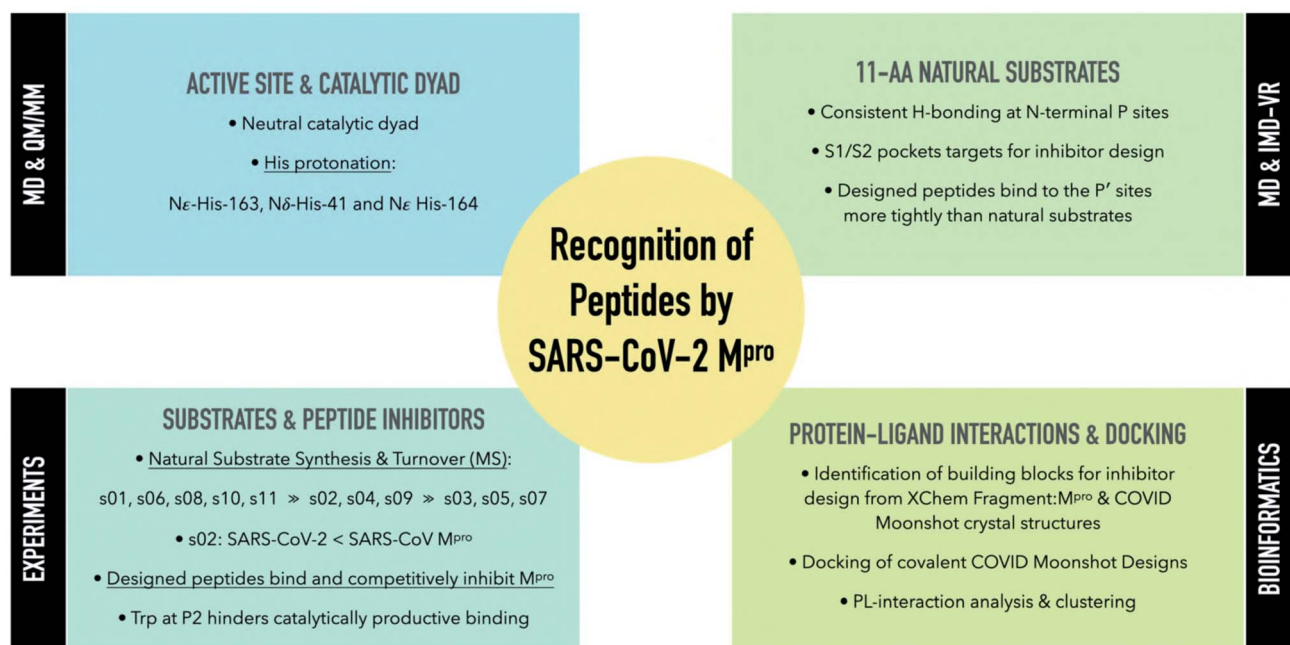 MD & QM/MM
ACTIVE SITE & CATALYTIC DYAD
• Neutral catalytic dyad
• His protonation:
Nε-His-163, Nδ-His-41 and Nε His-164
11-AA NATURAL SUBSTRATES
• Consistent H-bonding at N-terminal P sites
• S1/S2 pockets targets for inhibitor design
• Designed peptides bind to the P′ sites
more tightly than natural substrates
MD & IMD-VR
Recognition of
Peptides by
SARS-CoV-2 Mᵖʳᵒ
EXPERIMENTS
SUBSTRATES & PEPTIDE INHIBITORS
• Natural Substrate Synthesis & Turnover (MS):
s01, s06, s08, s10, s11 ≫ s02, s04, s09 ≫ s03, s05, s07
• s02: SARS-CoV-2 < SARS-CoV Mᵖʳᵒ
• Designed peptides bind and competitively inhibit Mᵖʳᵒ
• Trp at P2 hinders catalytically productive binding
PROTEIN-LIGAND INTERACTIONS & DOCKING
• Identification of building blocks for inhibitor
design from XChem Fragment:Mᵖʳᵒ & COVID
Moonshot crystal structures
• Docking of covalent COVID Moonshot Designs
• PL-interaction analysis & clustering
BIOINFORMATICS